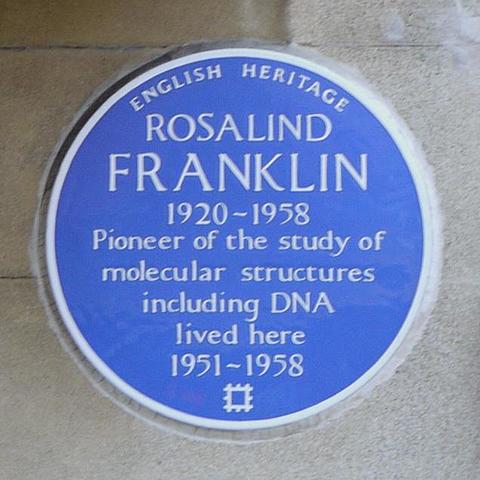 ENGLISH HERITAGE
ROSALIND
FRANKLIN
1920~1958
Pioneer of the study of
molecular structures
including DNA
lived here
1951~1958